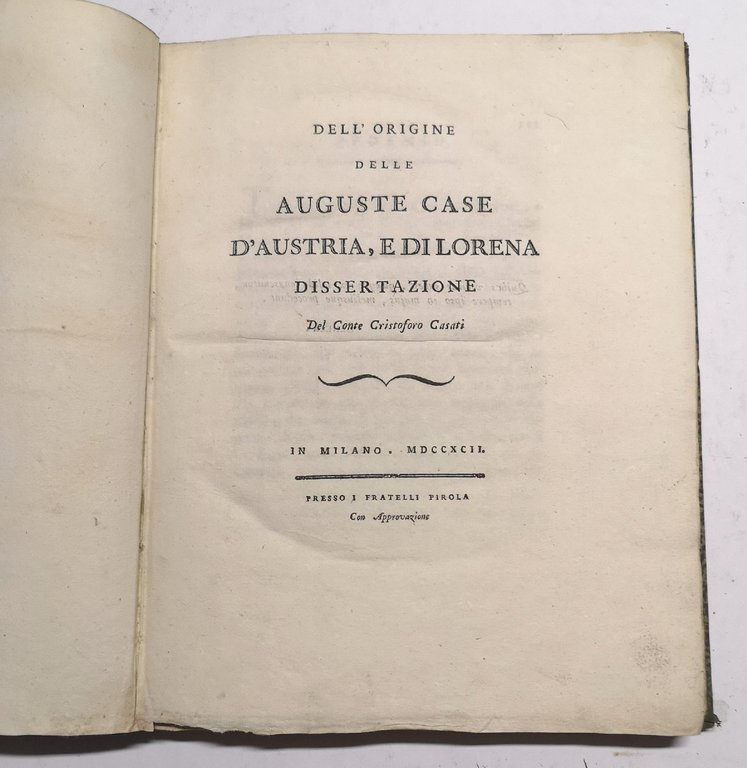 DELL' ORIGINE
DELLE
AUGUSTE CASE
D'AUSTRIA, E DI LORENA
DISSERTAZIONE
Del Conte Cristoforo Casati
IN MILANO. MDCCXCII.
PRESSO I FRATELLI PIROLA
Con Approvazione